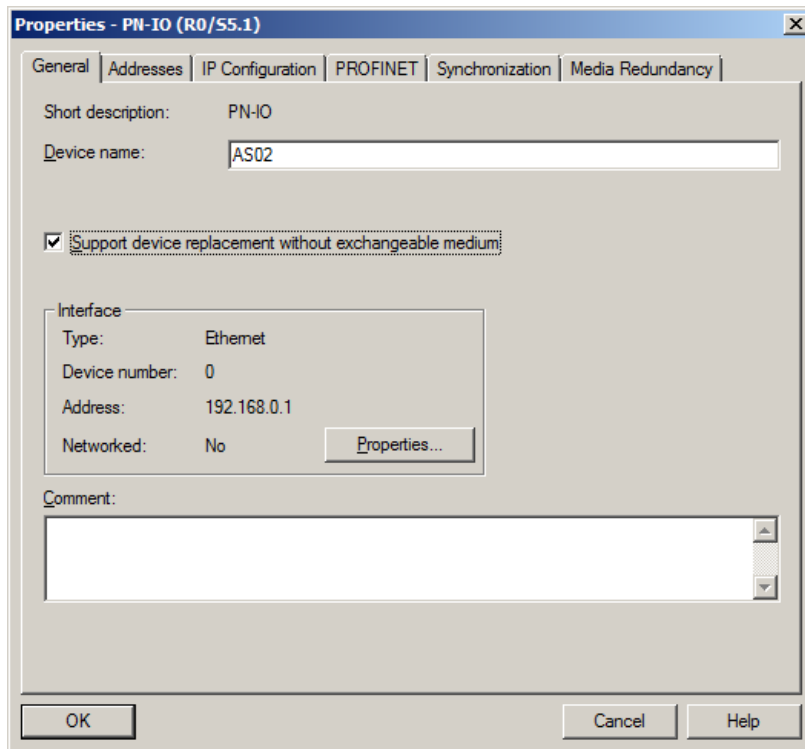 Properties - PN-IO (R0/S5.1)
General Addresses IP Configuration PROFINET Synchronization Media Redundancy
Short description: PN-IO
Device name: AS02
Support device replacement without exchangeable medium
Interface
Type: Ethernet
Device number: 0
Address: 192.168.0.1
Networked: No Properties...
Comment:
OK Cancel Help